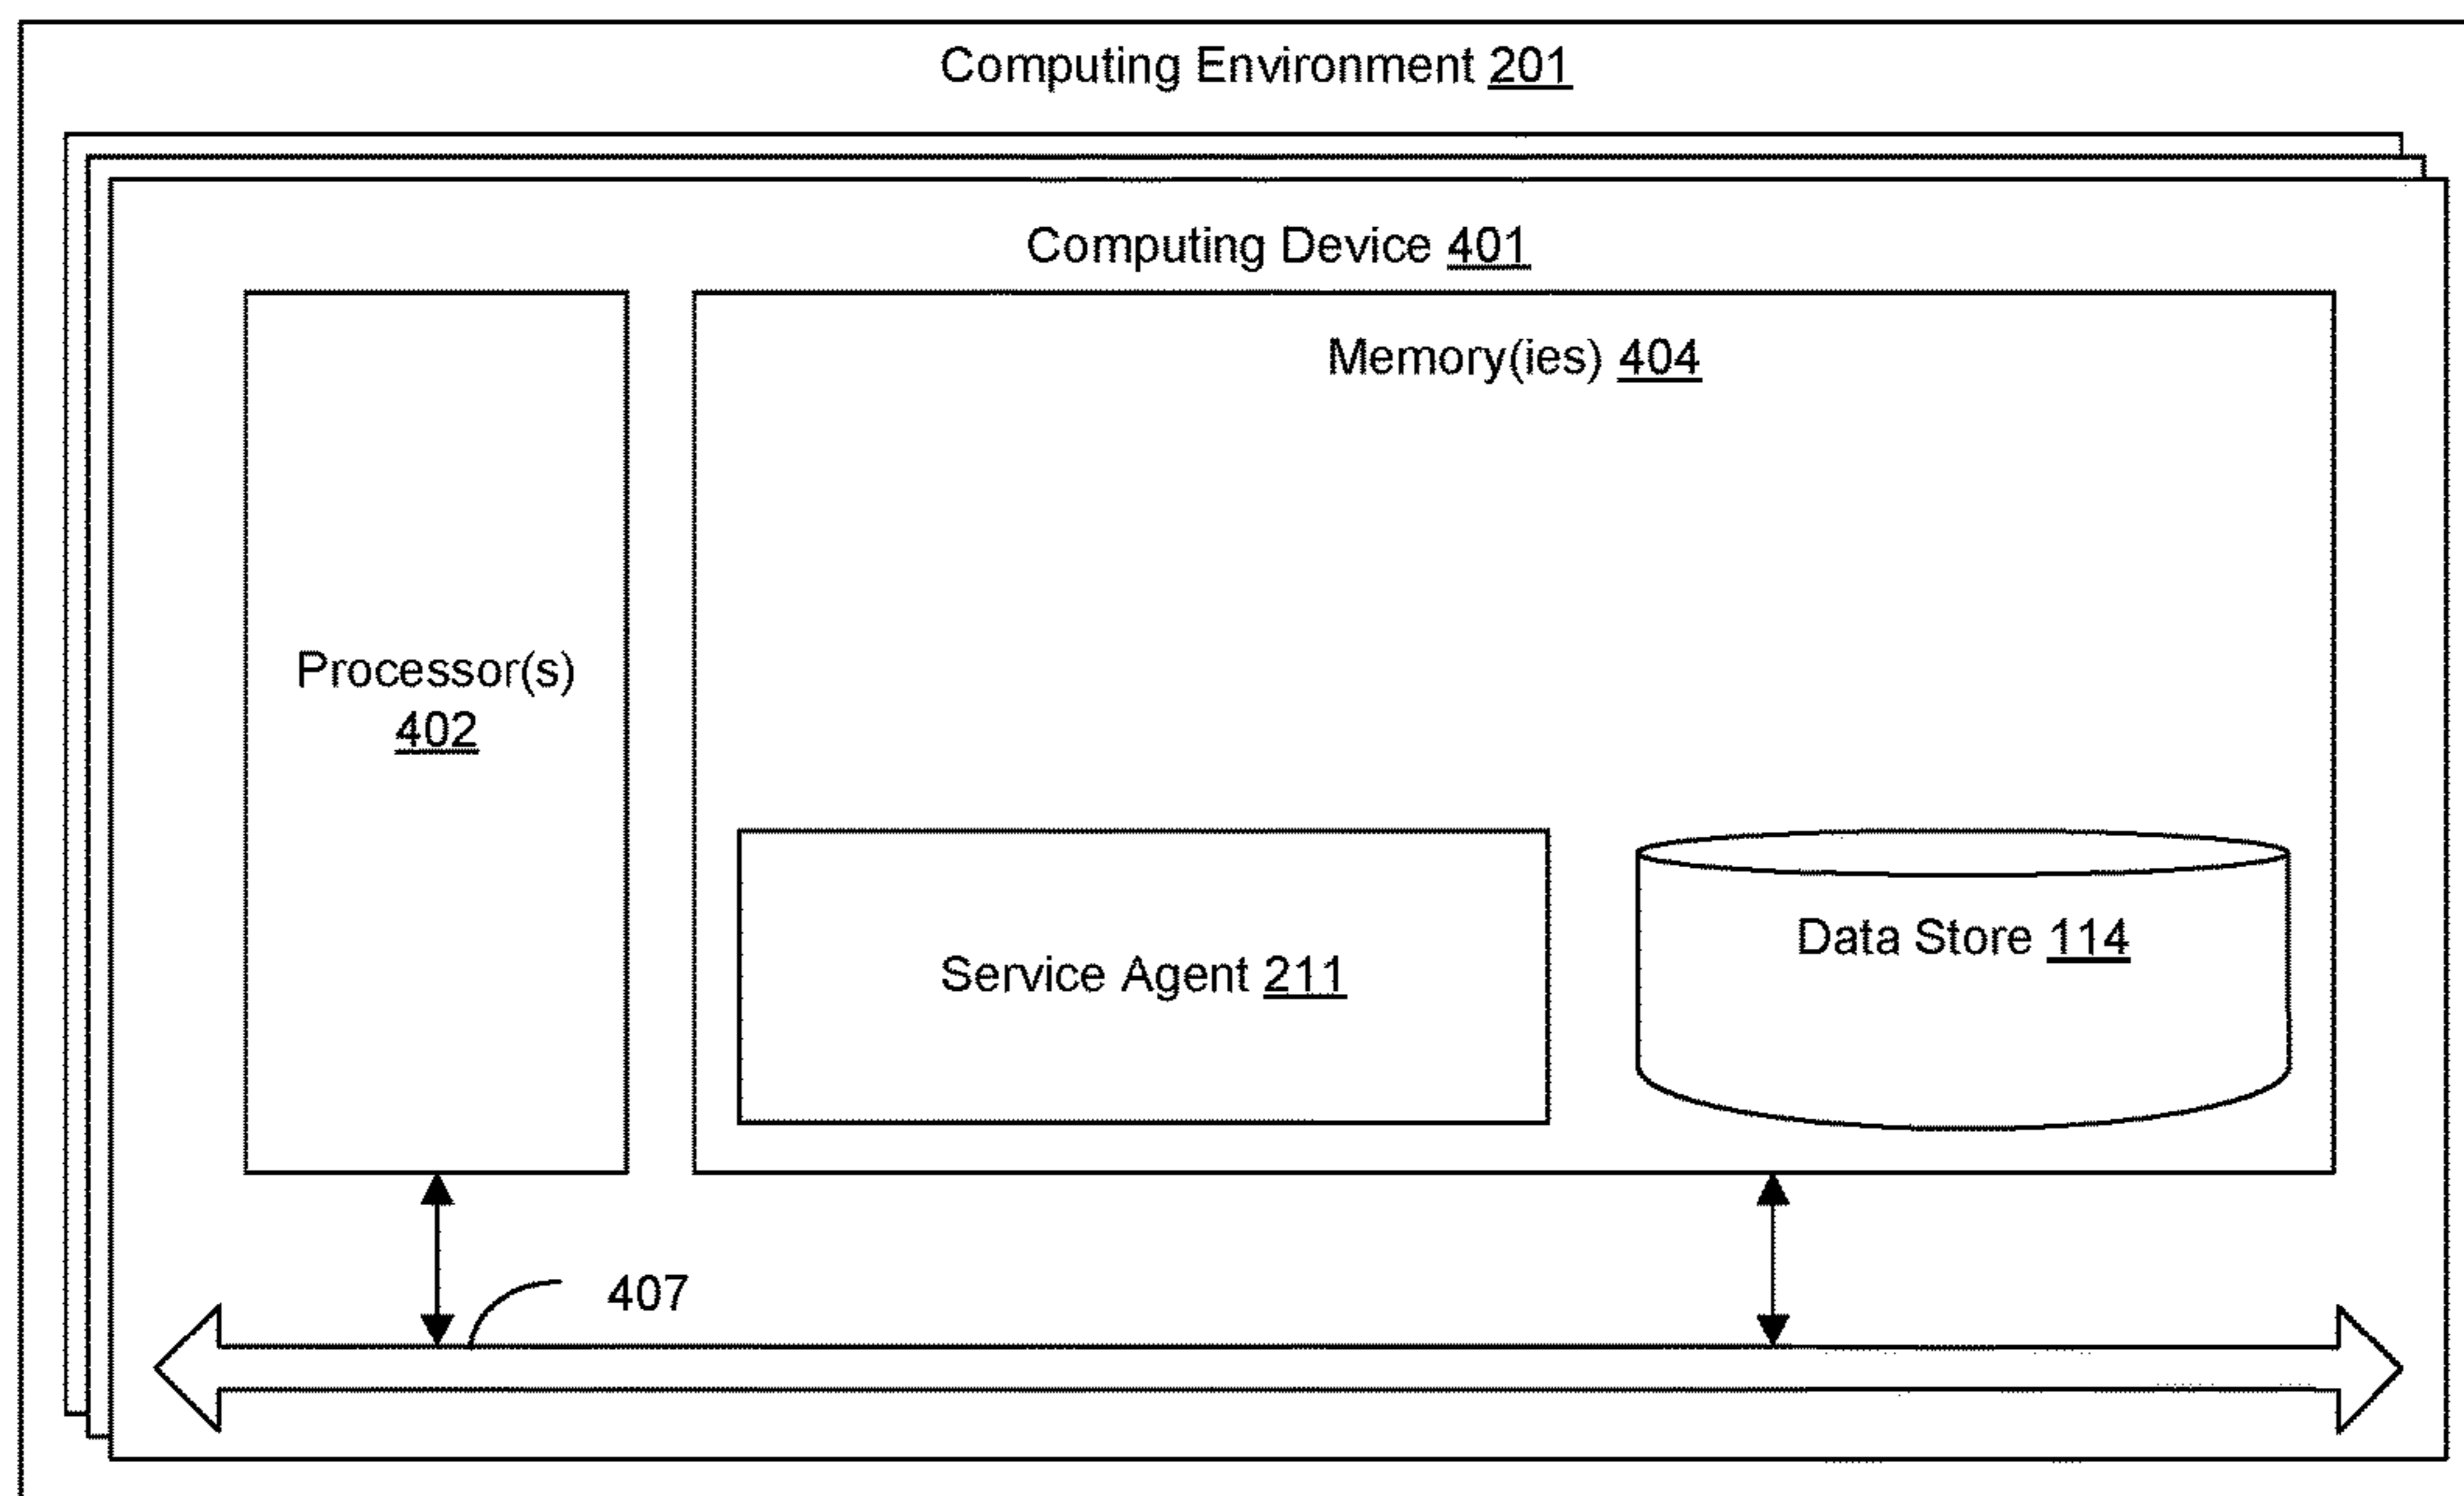 Computing Environment 201
Computing Device 401
Memory(ies) 404
Processor(s)
402
Service Agent 211
Data Store 114
407